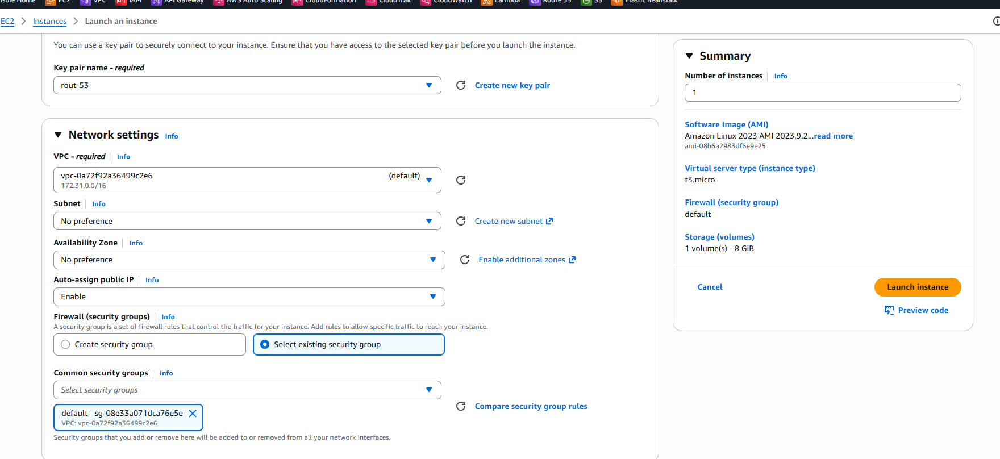 EC2 VPC IAM API Gateway AWS Auto Scaling CloudFormation CloudTrail CloudWatch Lambda Route 53 S3 Elastic Beanstalk
EC2 Instances Launch an instance
You can use a key pair to securely connect to your instance. Ensure that you have access to the selected key pair before you launch the instance.
Key pair name - required
rout-53
Create new key pair
Network settings Info
VPC - required Info
vpc-0a72f92a36499c2e6 (default)
172.31.0.0/16
Subnet Info
No preference
Create new subnet
Availability Zone Info
No preference
Enable additional zones
Auto-assign public IP Info
Enable
Firewall (security groups) Info
A security group is a set of firewall rules that control the traffic for your instance. Add rules to allow specific traffic to reach your instance.
Create security group
Select existing security group
Common security groups Info
Select security groups
default sg-08e33a071dca76e5e
VPC: vpc-0a72f92a36499c2e6
Compare security group rules
Security groups that you add or remove here will be added to or removed from all your network interfaces.
Summary
Number of instances Info
1
Software Image (AMI)
Amazon Linux 2023 AMI 2023.9.2...read more
ami-08b6a2983df6e9e25
Virtual server type (instance type)
t3.micro
Firewall (security group)
default
Storage (volumes)
1 volume(s) - 8 GiB
Cancel
Launch instance
Preview code